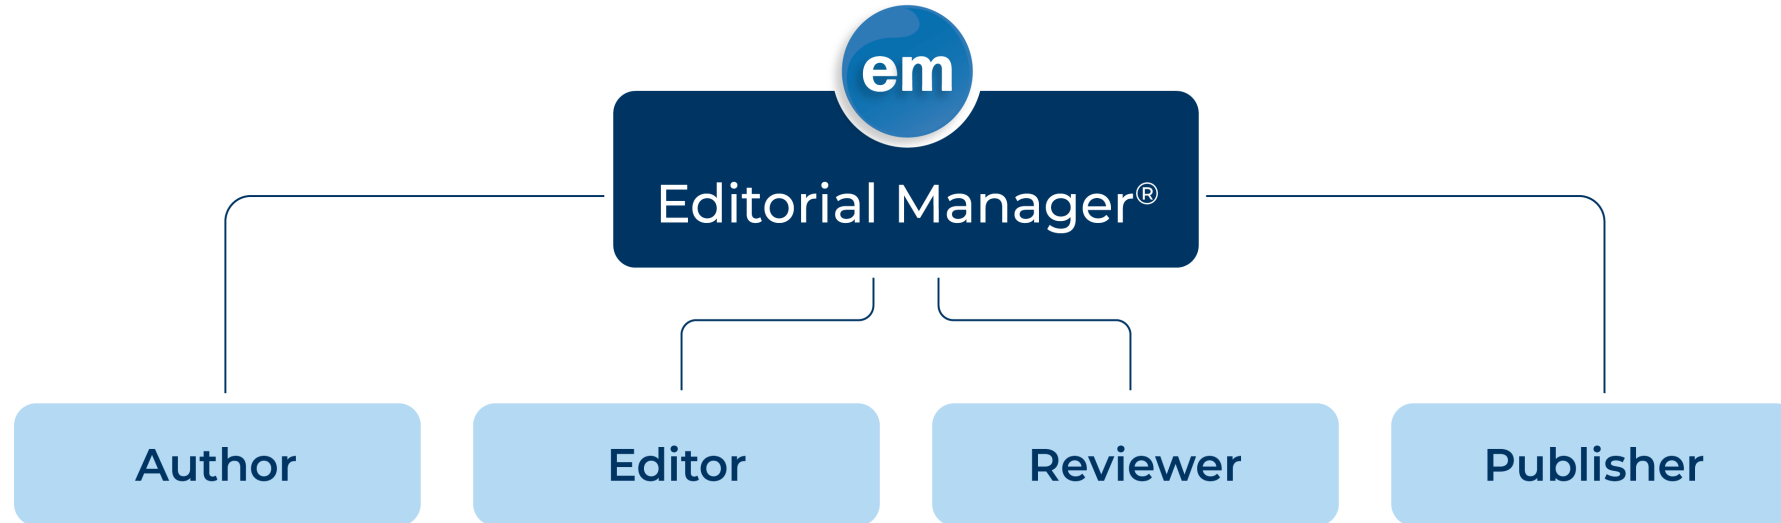 em
Editorial Manager®
Author
Editor
Reviewer
Publisher